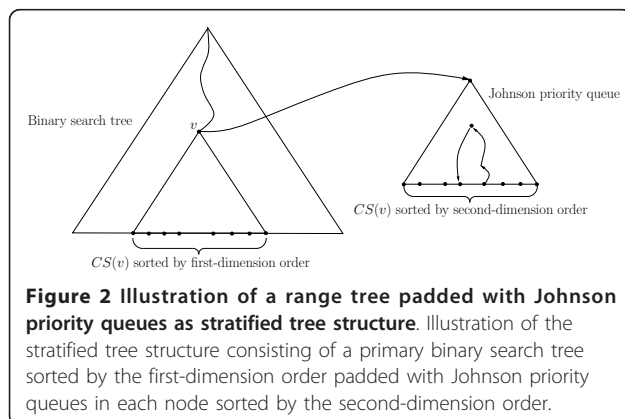 Johnson priority queue
Binary search tree
v
CS(v) sorted by second-dimension order
CS(v) sorted by first-dimension order
Figure 2 Illustration of a range tree padded with Johnson
priority queues as stratified tree structure. Illustration of the
stratified tree structure consisting of a primary binary search tree
sorted by the first-dimension order padded with Johnson priority
queues in each node sorted by the second-dimension order.